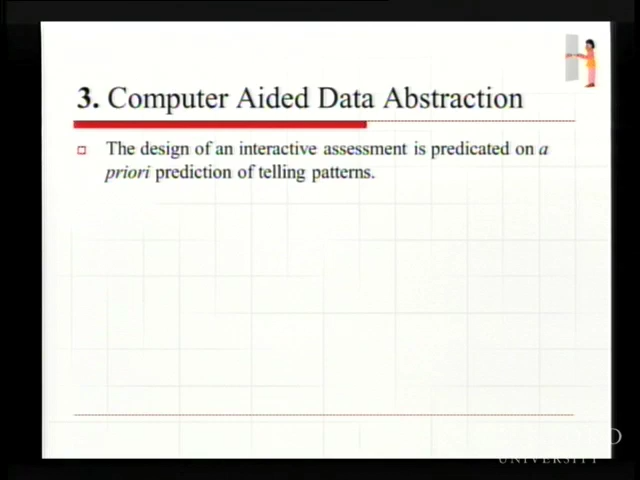 3. Computer Aided Data Abstraction
The design of an interactive assessment is predicated on a
priori prediction of telling patterns.
UNIVERSITY